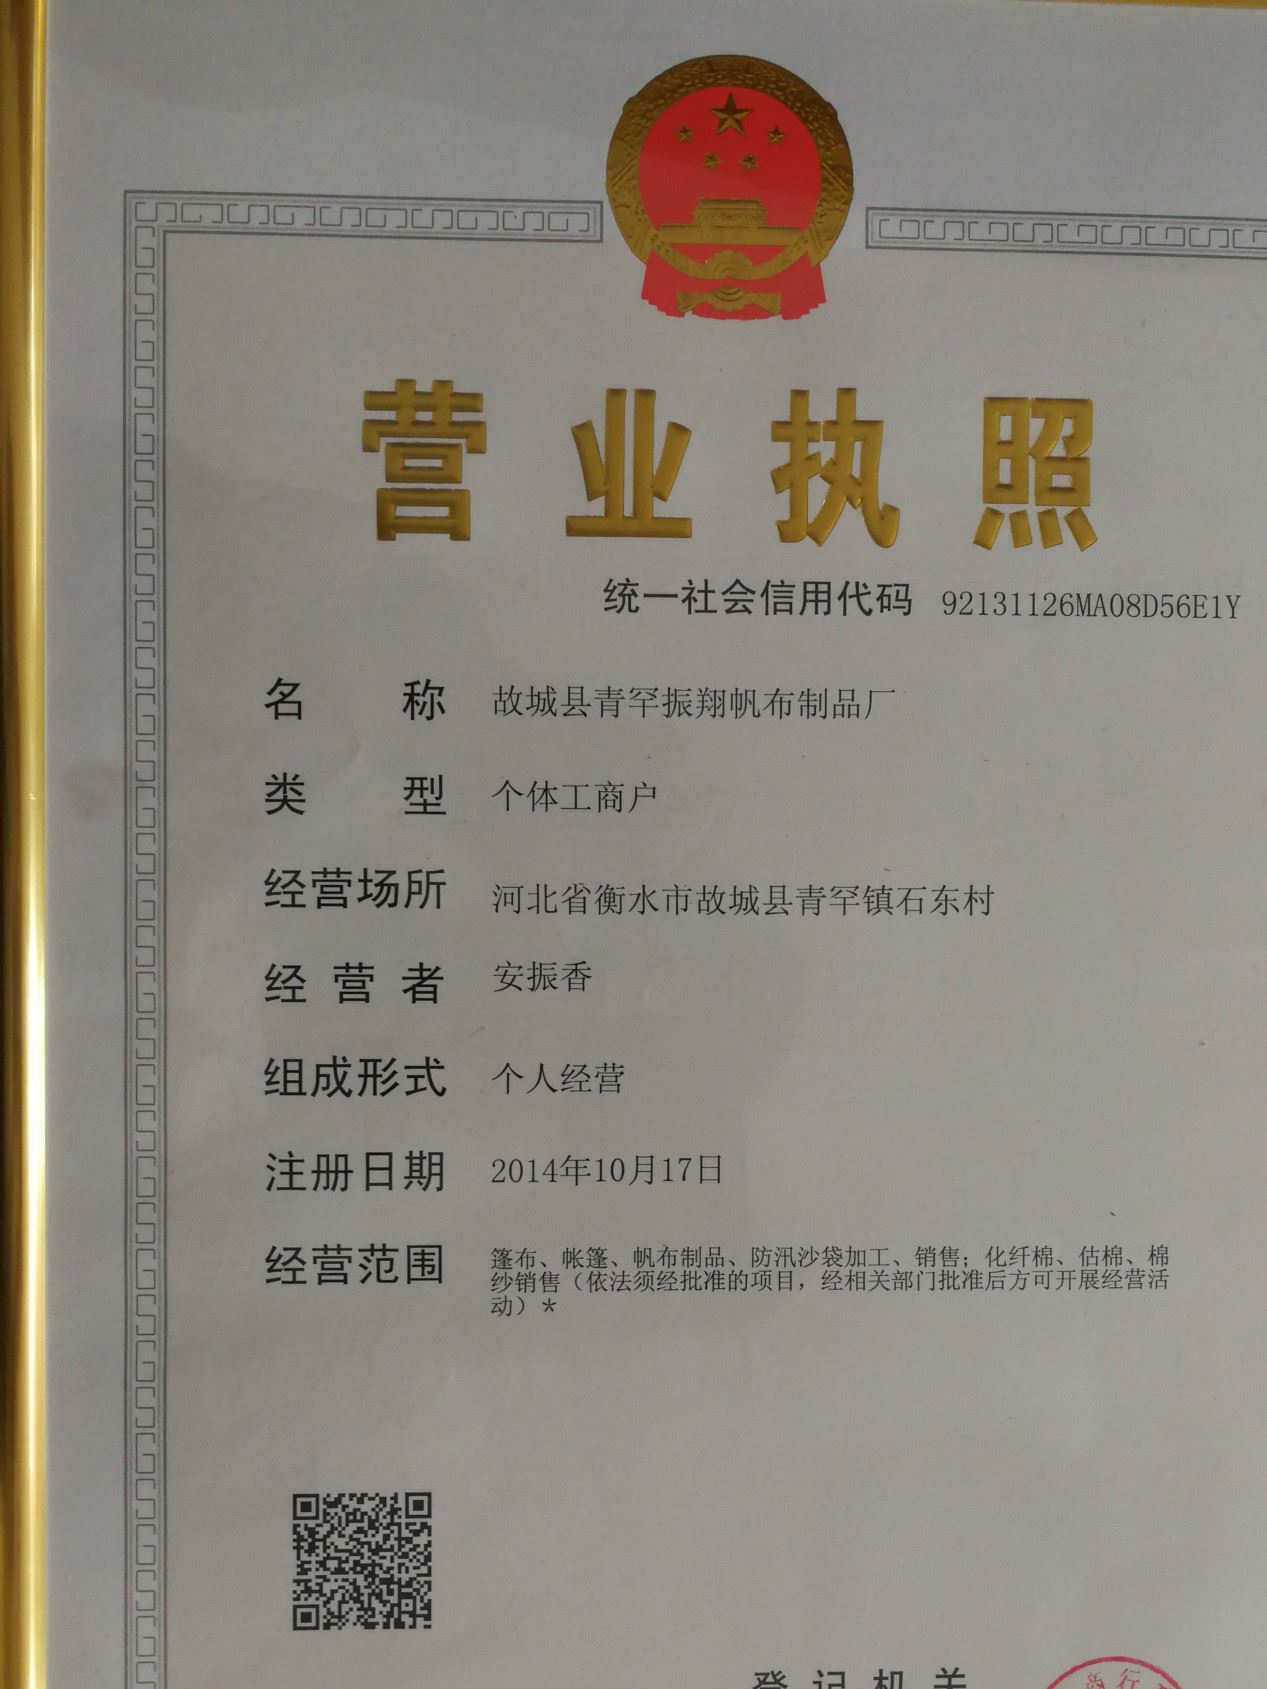 营业执照
统一社会信用代码 92131126MA08D56E1Y
名称 故城县青罕振翔帆布制品厂
类型 个体工商户
经营场所 河北省衡水市故城县青罕镇石东村
经营者 安振香
组成形式 个人经营
注册日期 2014年10月17日
经营范围 篷布、帐篷、帆布制品、防汛沙袋加工、销售；化纤棉、估棉、棉
纱销售（依法须经批准的项目，经相关部门批准后方可开展经营活
动）*
登记机关